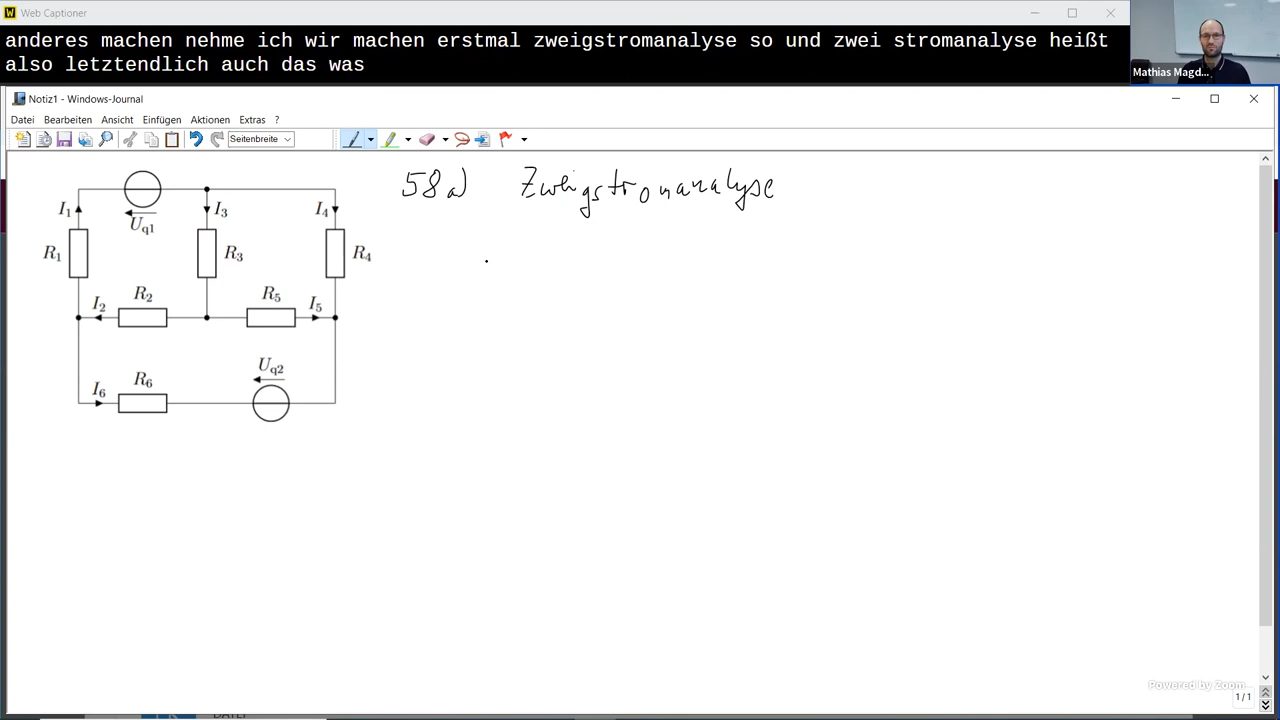 Web Captioner
anderes machen nehme ich wir machen erstmal zweigstromanalyse so und zwei stromanalyse heißt
also letztendlich auch das was
Mathias Magd...
Notiz1 - Windows-Journal
Datei Bearbeiten Ansicht Einfügen Aktionen Extras ?
Seitenbreite
58a) Zweigstromanalyse
I1 Uq1 I3 I4
R1 R3 R4
I2 R2 R5 I5
I6 R6 Uq2
Powered by Zoom
1/1